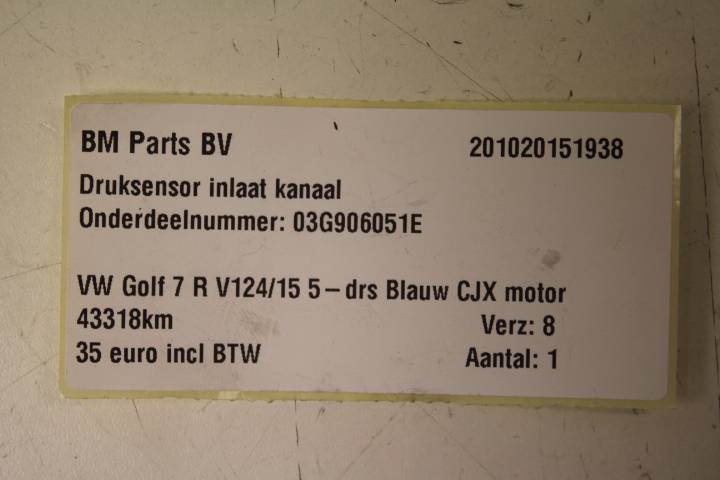 BM Parts BV 201020151938
Druksensor inlaat kanaal
Onderdeelnummer: 03G906051E
VW Golf 7 R V124/15 5-drs Blauw CJX motor
43318km Verz: 8
35 euro incl BTW Aantal: 1